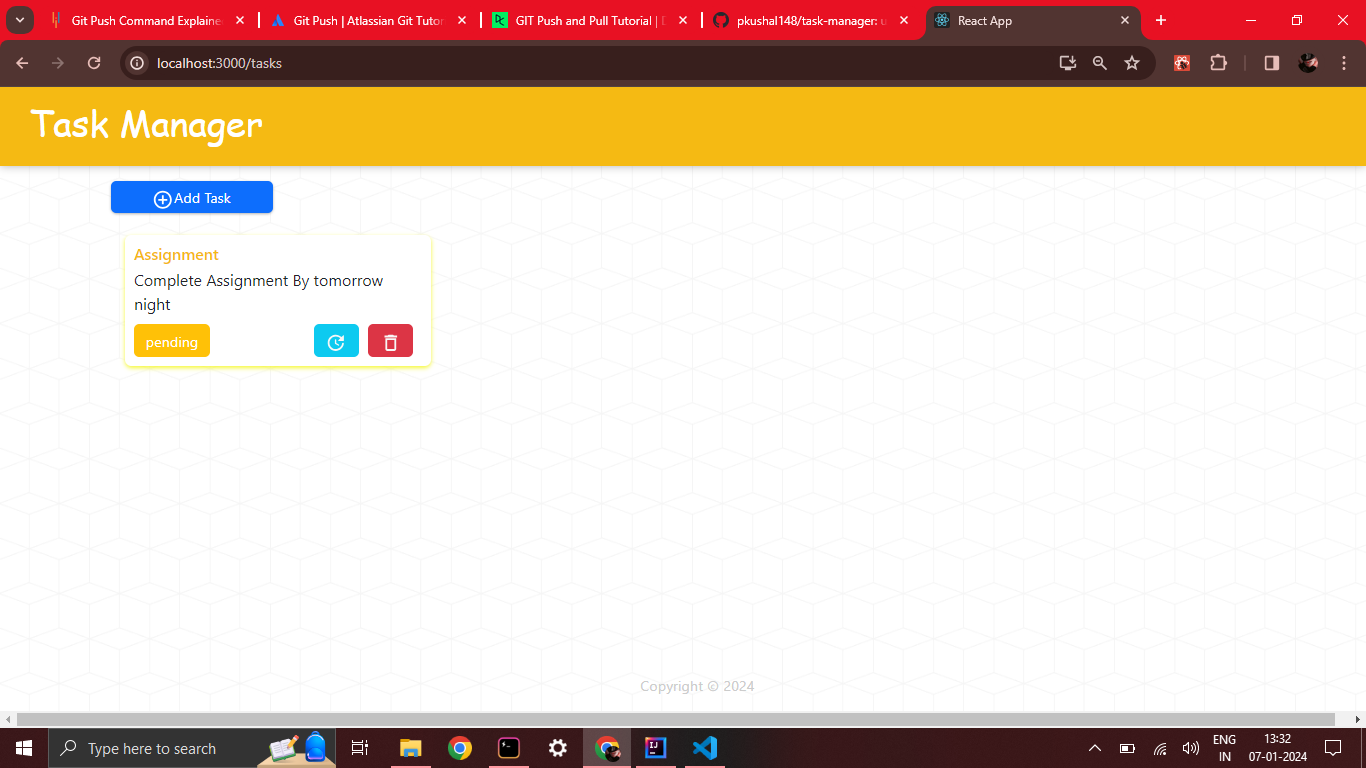 Git Push Command Explaine
Git Push | Atlassian Git Tutor
GIT Push and Pull Tutorial | D
pkushal148/task-manager: u
React App
localhost:3000/tasks
Task Manager
Add Task
Assignment
Complete Assignment By tomorrow
night
pending
Copyright © 2024
Type here to search
ENG
IN
13:32
07-01-2024